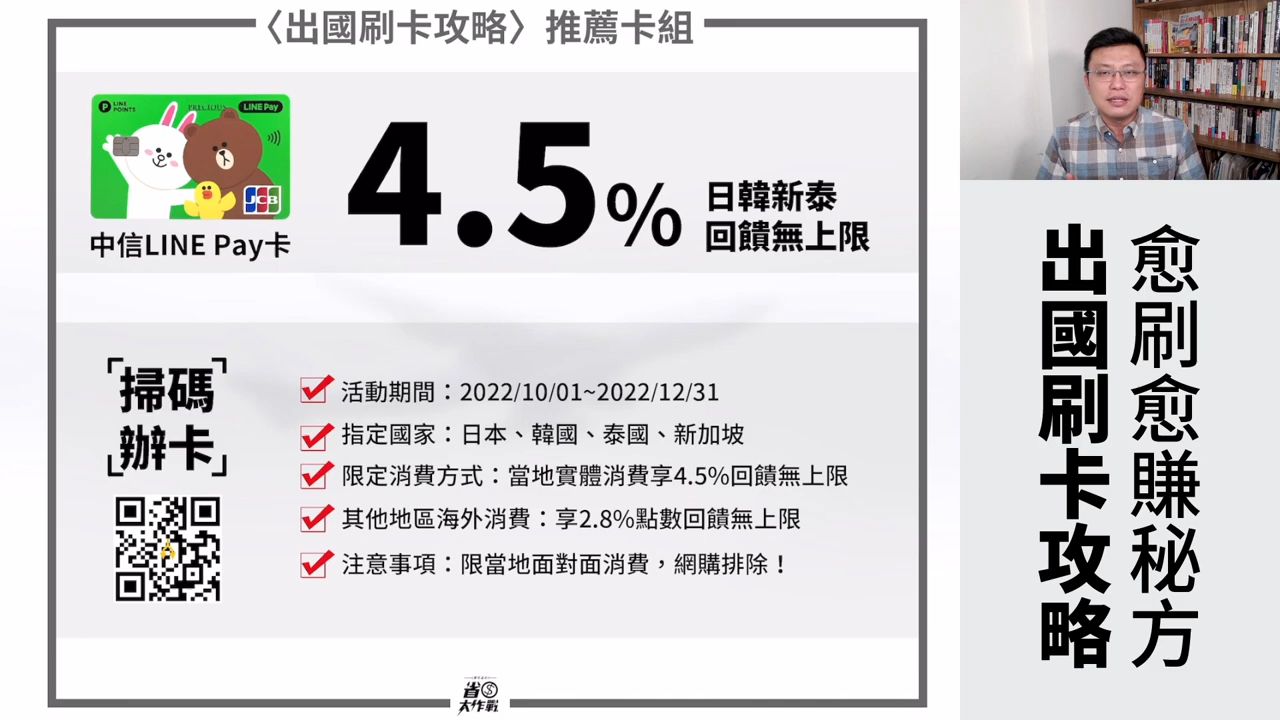 〈出國刷卡攻略〉推薦卡組
LINE POINTS
PRECIOUS
LINE Pay
JCB
中信LINE Pay卡
4.5%
日韓新泰
回饋無上限
掃碼
辦卡
活動期間：2022/10/01~2022/12/31
指定國家：日本、韓國、泰國、新加坡
限定消費方式：當地實體消費享4.5%回饋無上限
其他地區海外消費：享2.8%點數回饋無上限
注意事項：限當地面對面消費，網購排除！
省
大作戰
愈刷愈賺秘方
出國刷卡攻略